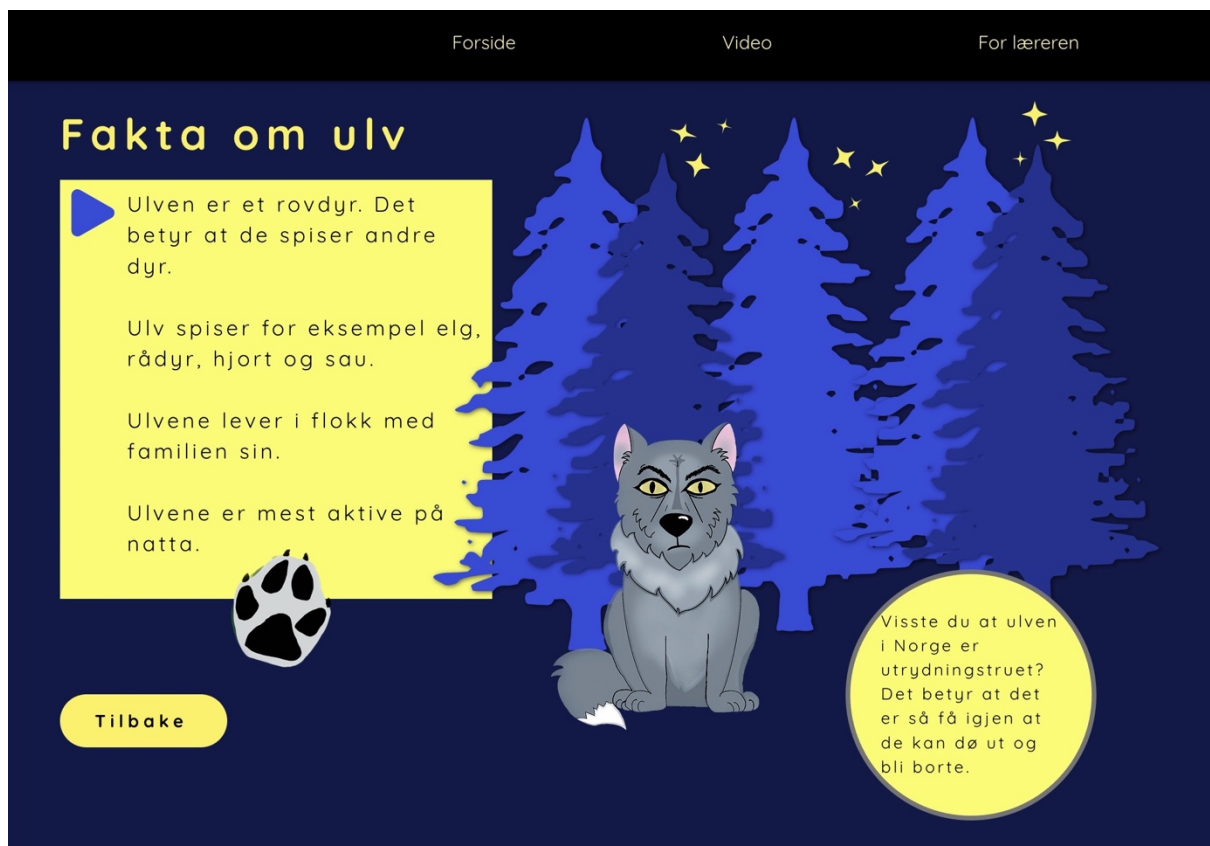 Forside
Video
For læreren
Fakta om ulv
Ulven er et rovdyr. Det
betyr at de spiser andre
dyr.
Ulv spiser for eksempel elg,
rådyr, hjort og sau.
Ulvene lever i flokk med
familien sin.
Ulvene er mest aktive på
natta.
Tilbake
Visste du at ulven
i Norge er
utrydningstruet?
Det betyr at det
er så få igjen at
de kan dø ut og
bli borte.